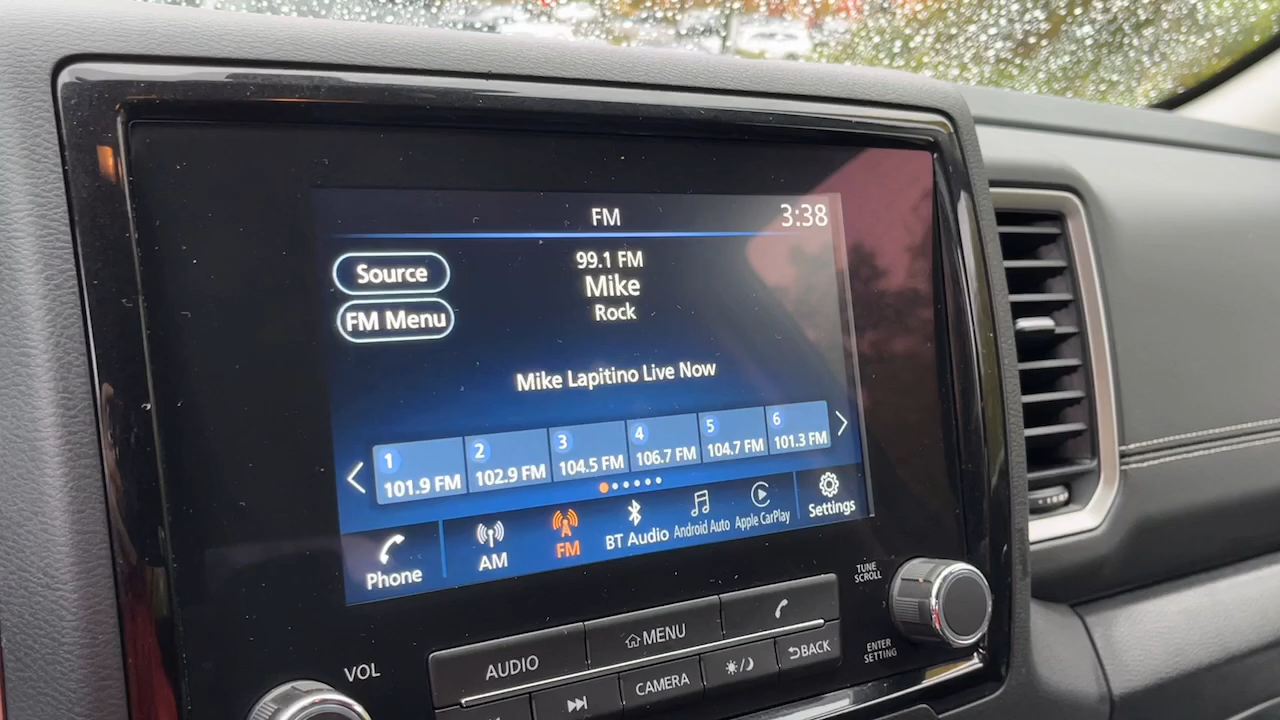 FM
3:38
Source
FM Menu
99.1 FM
Mike
Rock
Mike Lapitino Live Now
1
101.9 FM
2
102.9 FM
3
104.5 FM
4
106.7 FM
5
104.7 FM
6
101.3 FM
Phone
AM
FM
BT Audio
Android Auto
Apple CarPlay
Settings
VOL
AUDIO
MENU
CAMERA
BACK
TUNE
SCROLL
ENTER
SETTING